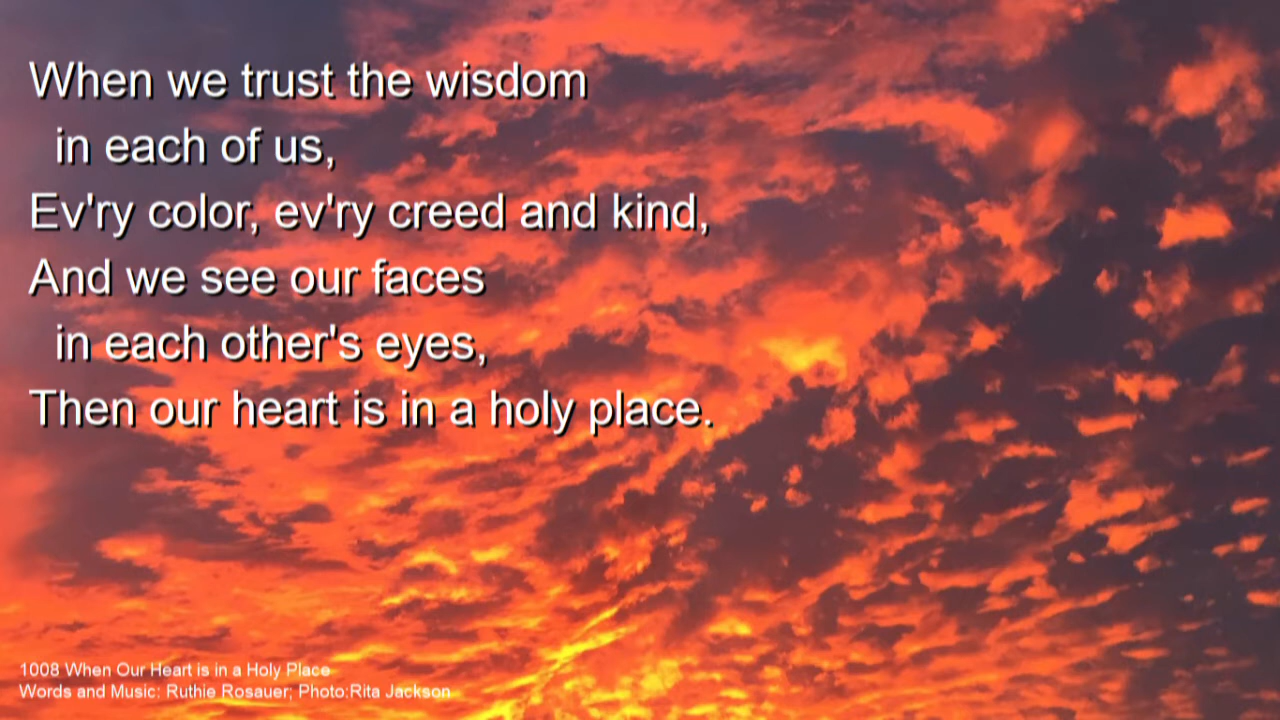 When we trust the wisdom
in each of us,
Ev'ry color, ev'ry creed and kind,
And we see our faces
in each other's eyes,
Then our heart is in a holy place.
1008 When Our Heart is in a Holy Place
Words and Music: Ruthie Rosauer; Photo:Rita Jackson